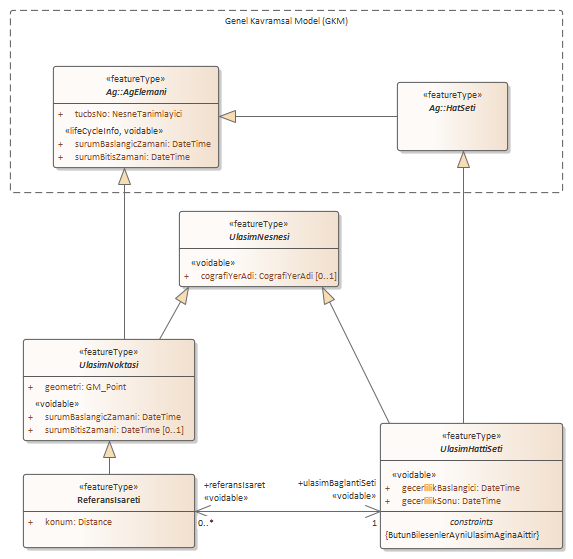 Genel Kavramsal Model (GKM)
«featureType»
Ag::AgElemani
+ tucbsNo: NesneTanimlayici
«lifeCycleInfo, voidable»
+ surumBaslangicZamani: DateTime
+ surumBitisZamani: DateTime
«featureType»
Ag::HatSeti
«featureType»
UlasimNesnesi
«voidable»
+ cografiYerAdi: CografiYerAdi [0..1]
«featureType»
UlasimNoktasi
+ geometri: GM_Point
«voidable»
+ surumBaslangicZamani: DateTime
+ surumBitisZamani: DateTime [0..1]
«featureType»
UlasimHattiSeti
«voidable»
+ gecerlilikBaslangici: DateTime
+ gecerlilikSonu: DateTime
constraints
{ButunBilesenlerAyniUlasimAginaAittir}
«featureType»
ReferansIsareti
+ konum: Distance
+referansIsaret
«voidable»
0..*
+ulasimBaglantiSeti
«voidable»
1